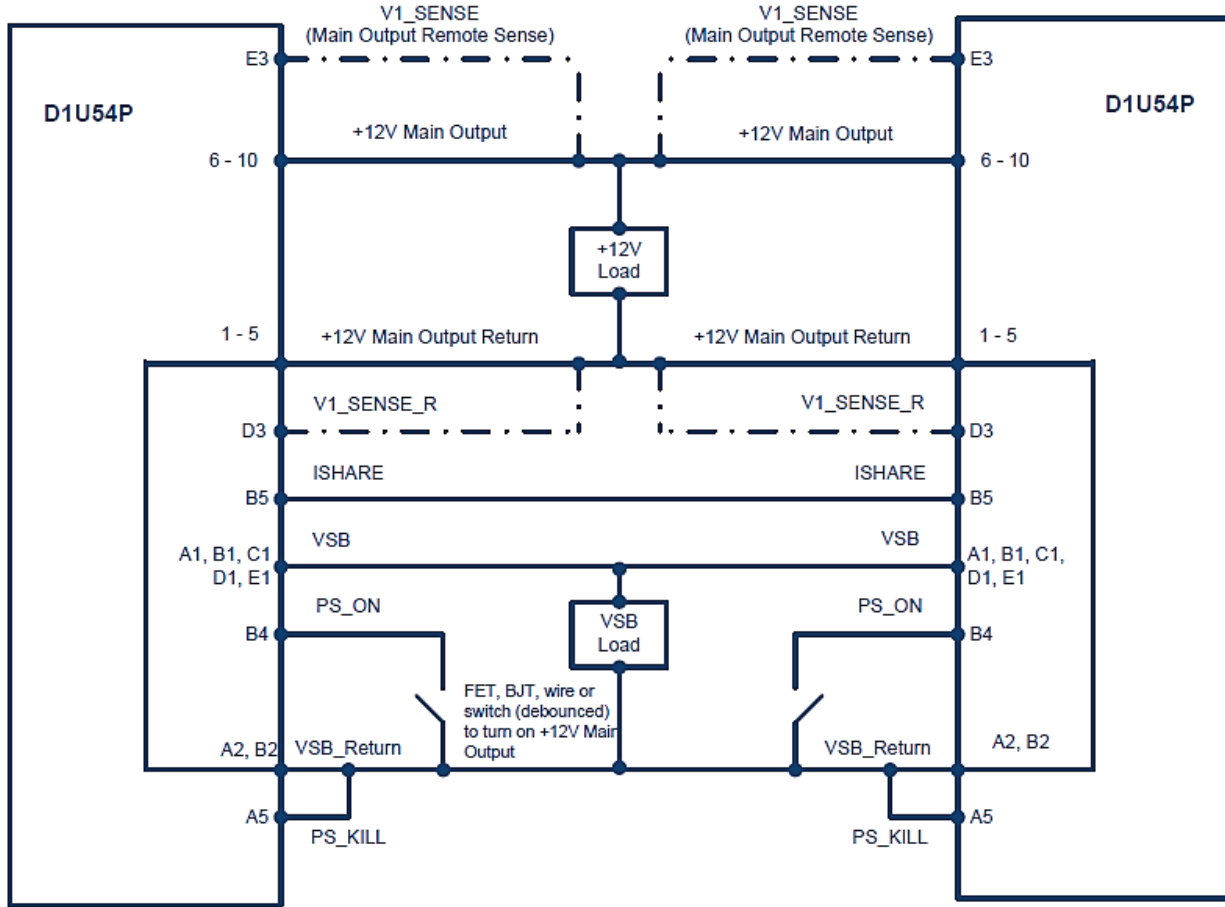 V1_SENSE
(Main Output Remote Sense)
V1_SENSE
(Main Output Remote Sense)
E3
E3
D1U54P
D1U54P
+12V Main Output
+12V Main Output
6 - 10
6 - 10
+12V
Load
1 - 5
+12V Main Output Return
+12V Main Output Return
1 - 5
V1_SENSE_R
V1_SENSE_R
D3
D3
ISHARE
ISHARE
B5
B5
VSB
VSB
A1, B1, C1
D1, E1
A1, B1, C1,
D1, E1
PS_ON
PS_ON
B4
B4
VSB
Load
FET, BJT, wire or
switch (debounced)
to turn on +12V Main
Output
A2, B2
VSB_Return
VSB_Return
A2, B2
A5
A5
PS_KILL
PS_KILL